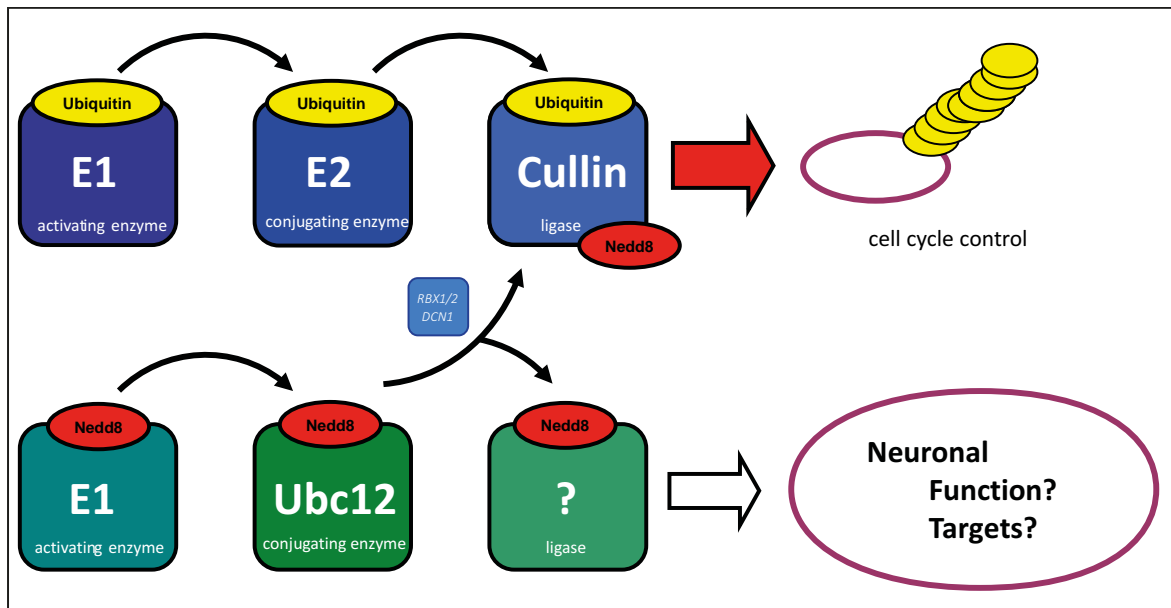 Ubiquitin
E1
activating enzyme
Ubiquitin
E2
conjugating enzyme
Ubiquitin
Cullin
ligase
Nedd8
cell cycle control
RBX1/2
DCN1
Nedd8
E1
activating enzyme
Nedd8
Ubc12
conjugating enzyme
Nedd8
?
ligase
Neuronal
Function?
Targets?